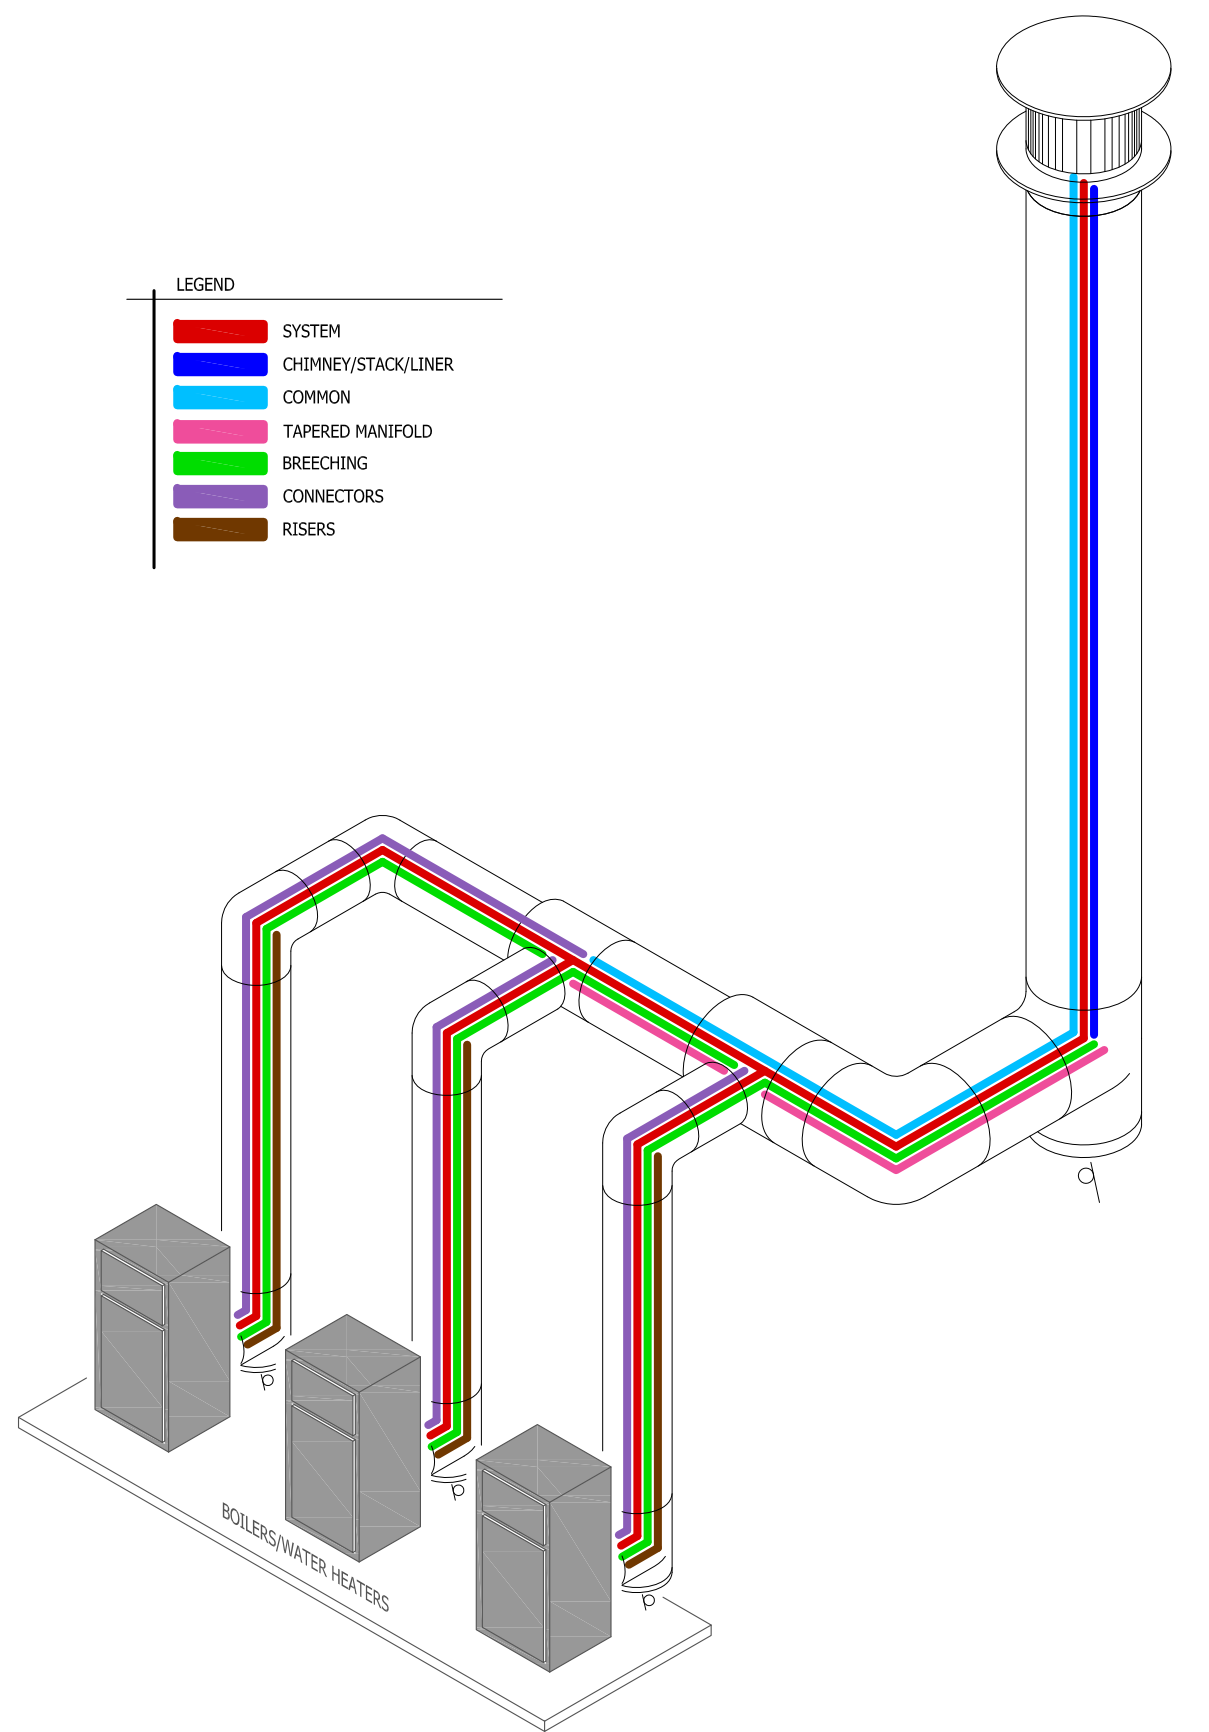 LEGEND
SYSTEM
CHIMNEY/STACK/LINER
COMMON
TAPERED MANIFOLD
BREECHING
CONNECTORS
RISERS
BOILERS/WATER HEATERS